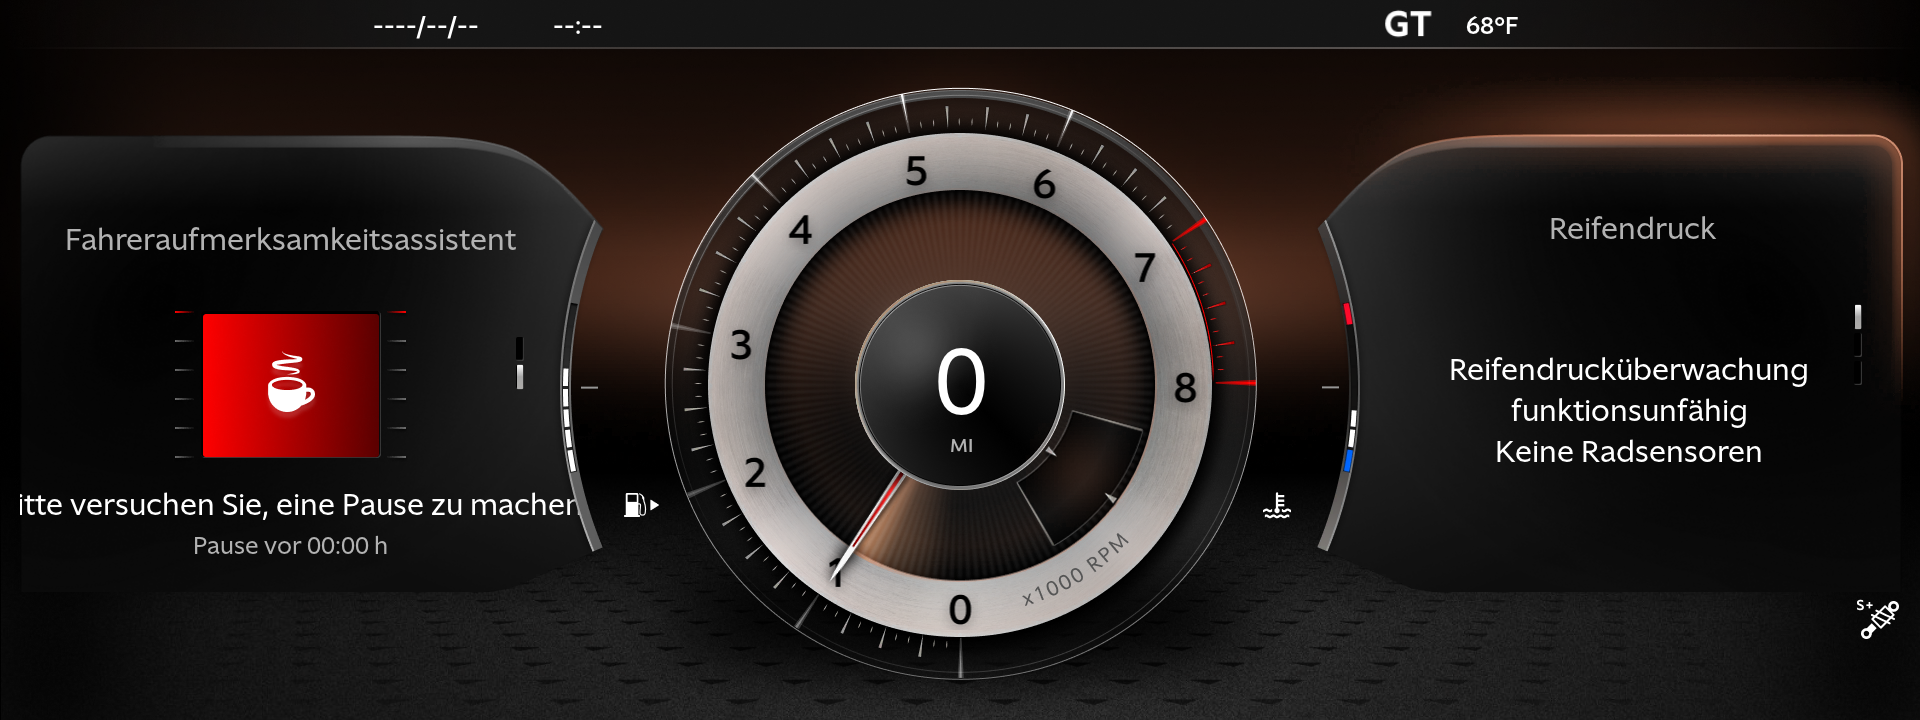 ----/--/--
--:--
GT
68°F
Fahreraufmerksamkeitsassistent
itte versuchen Sie, eine Pause zu machen
Pause vor 00:00 h
0
1
2
3
4
5
6
7
8
x1000 RPM
0
MI
Reifendruck
Reifendrucküberwachung
funktionsunfähig
Keine Radsensoren
S+